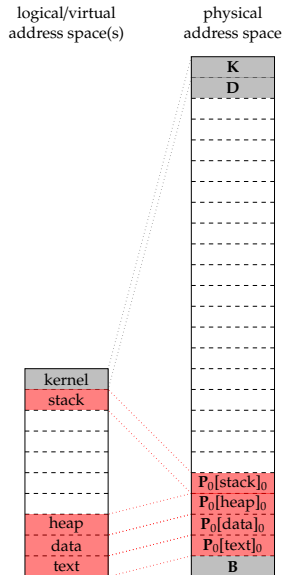 logical/virtual
address space(s)
physical
address space
K
D
kernel
stack
P₀[stack]₀
P₀[heap]₀
heap
P₀[data]₀
data
P₀[text]₀
text
B